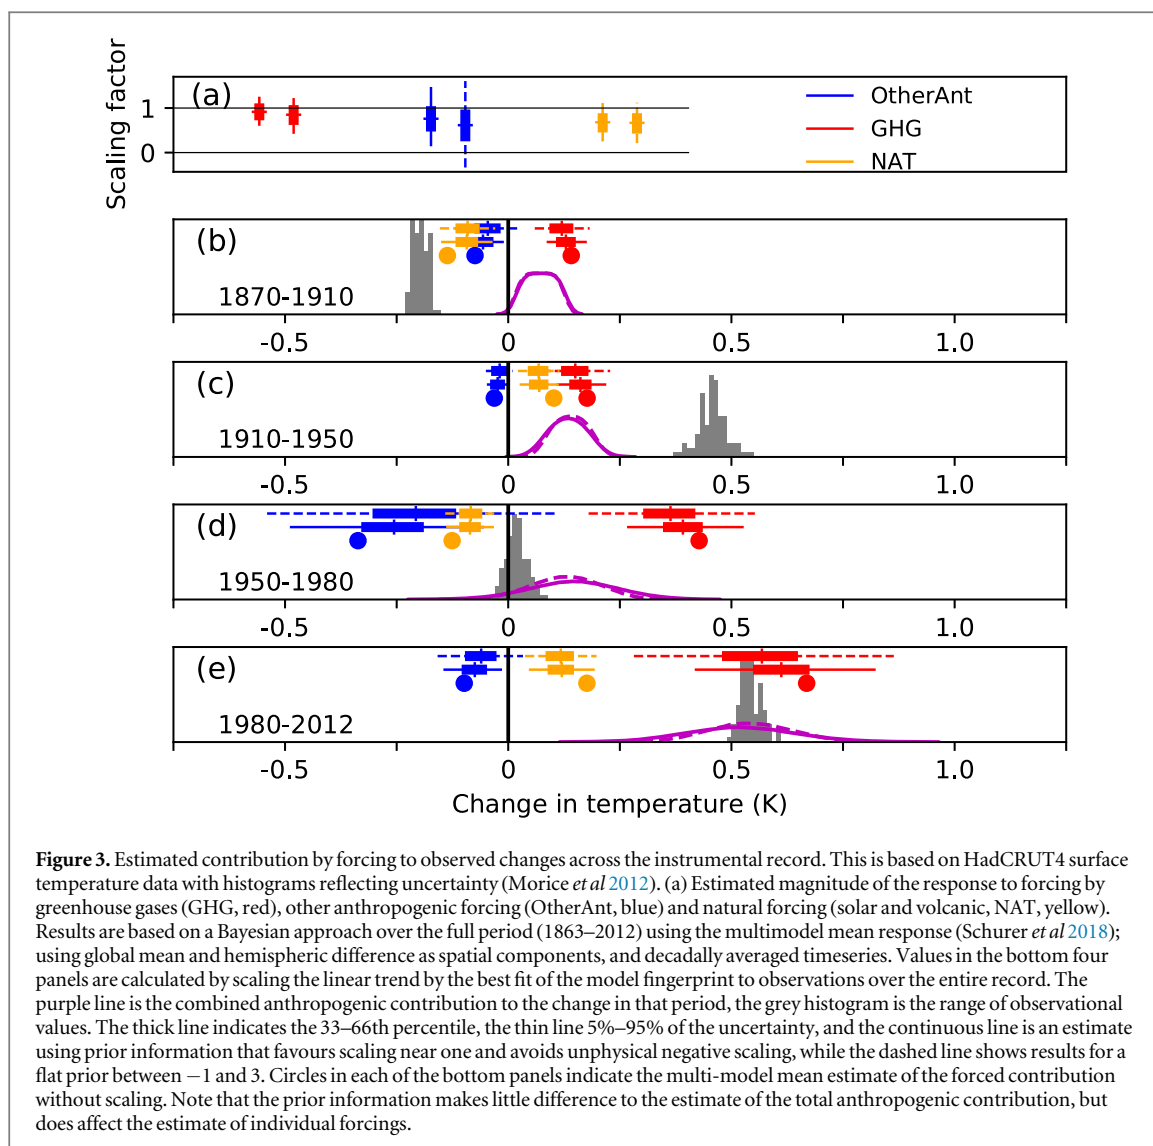 Scaling factor
1
0
(a)
OtherAnt
GHG
NAT
(b)
1870-1910
-0.5
0
0.5
1.0
(c)
1910-1950
-0.5
0
0.5
1.0
(d)
1950-1980
-0.5
0
0.5
1.0
(e)
1980-2012
-0.5
0
0.5
1.0
Change in temperature (K)
Figure 3. Estimated contribution by forcing to observed changes across the instrumental record. This is based on HadCRUT4 surface
temperature data with histograms reflecting uncertainty (Morice et al 2012). (a) Estimated magnitude of the response to forcing by
greenhouse gases (GHG, red), other anthropogenic forcing (OtherAnt, blue) and natural forcing (solar and volcanic, NAT, yellow).
Results are based on a Bayesian approach over the full period (1863–2012) using the multimodel mean response (Schurer et al 2018);
using global mean and hemispheric difference as spatial components, and decadally averaged timeseries. Values in the bottom four
panels are calculated by scaling the linear trend by the best fit of the model fingerprint to observations over the entire record. The
purple line is the combined anthropogenic contribution to the change in that period, the grey histogram is the range of observational
values. The thick line indicates the 33–66th percentile, the thin line 5%–95% of the uncertainty, and the continuous line is an estimate
using prior information that favours scaling near one and avoids unphysical negative scaling, while the dashed line shows results for a
flat prior between −1 and 3. Circles in each of the bottom panels indicate the multi-model mean estimate of the forced contribution
without scaling. Note that the prior information makes little difference to the estimate of the total anthropogenic contribution, but
does affect the estimate of individual forcings.